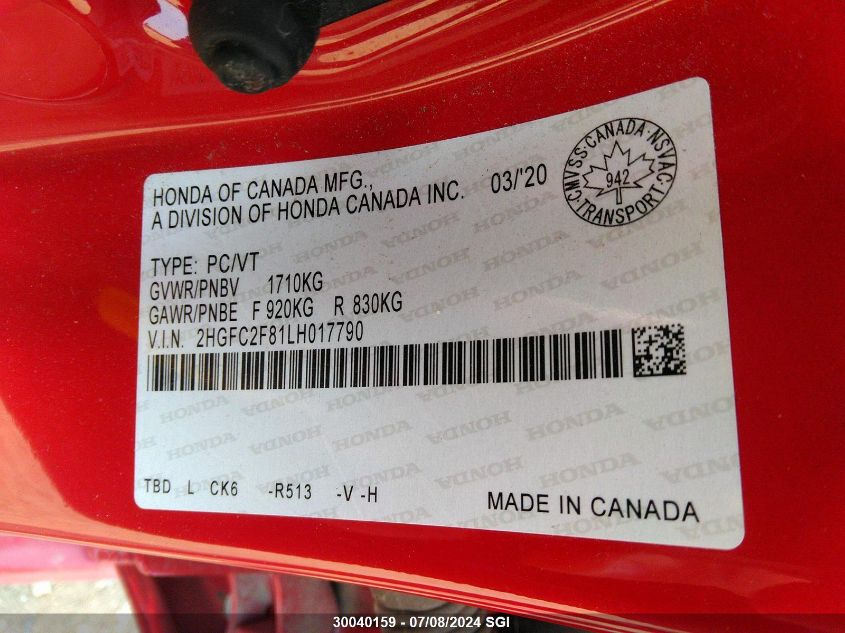 HONDA OF CANADA MFG.,
A DIVISION OF HONDA CANADA INC. 03/'20
CMVSS·CANADA·NSVAC·TRANSPORT·
942
TYPE: PC/VT
GVWR/PNBV 1710KG
GAWR/PNBE F 920KG R 830KG
V.I.N. 2HGFC2F81LH017790
TBD L CK6 -R513 -V -H
MADE IN CANADA
30040159 - 07/08/2024 SGI